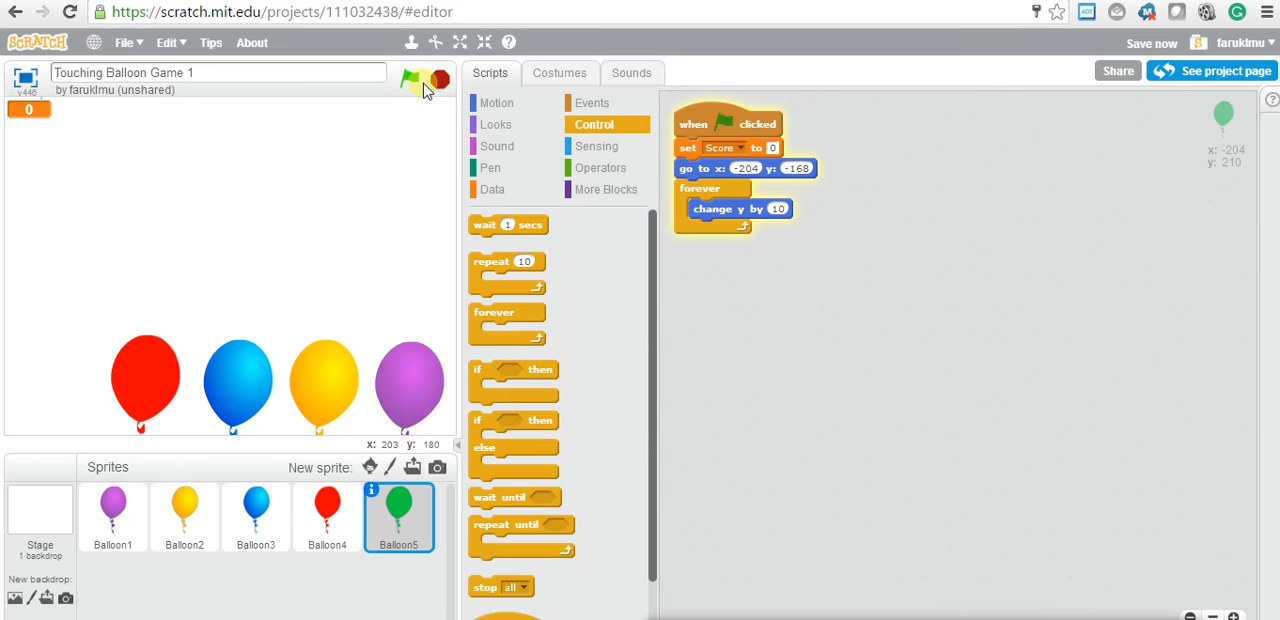 https://scratch.mit.edu/projects/111032438/#editor
SCRATCH File Edit Tips About Save now farukImu
Touching Balloon Game 1
v446 by farukImu (unshared)
Share See project page
0
Scripts Costumes Sounds
Motion Events
Looks Control
Sound Sensing
Pen Operators
Data More Blocks
wait 1 secs
repeat 10
forever
if then
if then
else
wait until
repeat until
stop all
when clicked
set Score to 0
go to x: -204 y: -168
forever
change y by 10
x: -204
y: 210
x: 203 y: 180
Sprites New sprite:
Stage
1 backdrop
New backdrop:
Balloon1 Balloon2 Balloon3 Balloon4 Balloon5